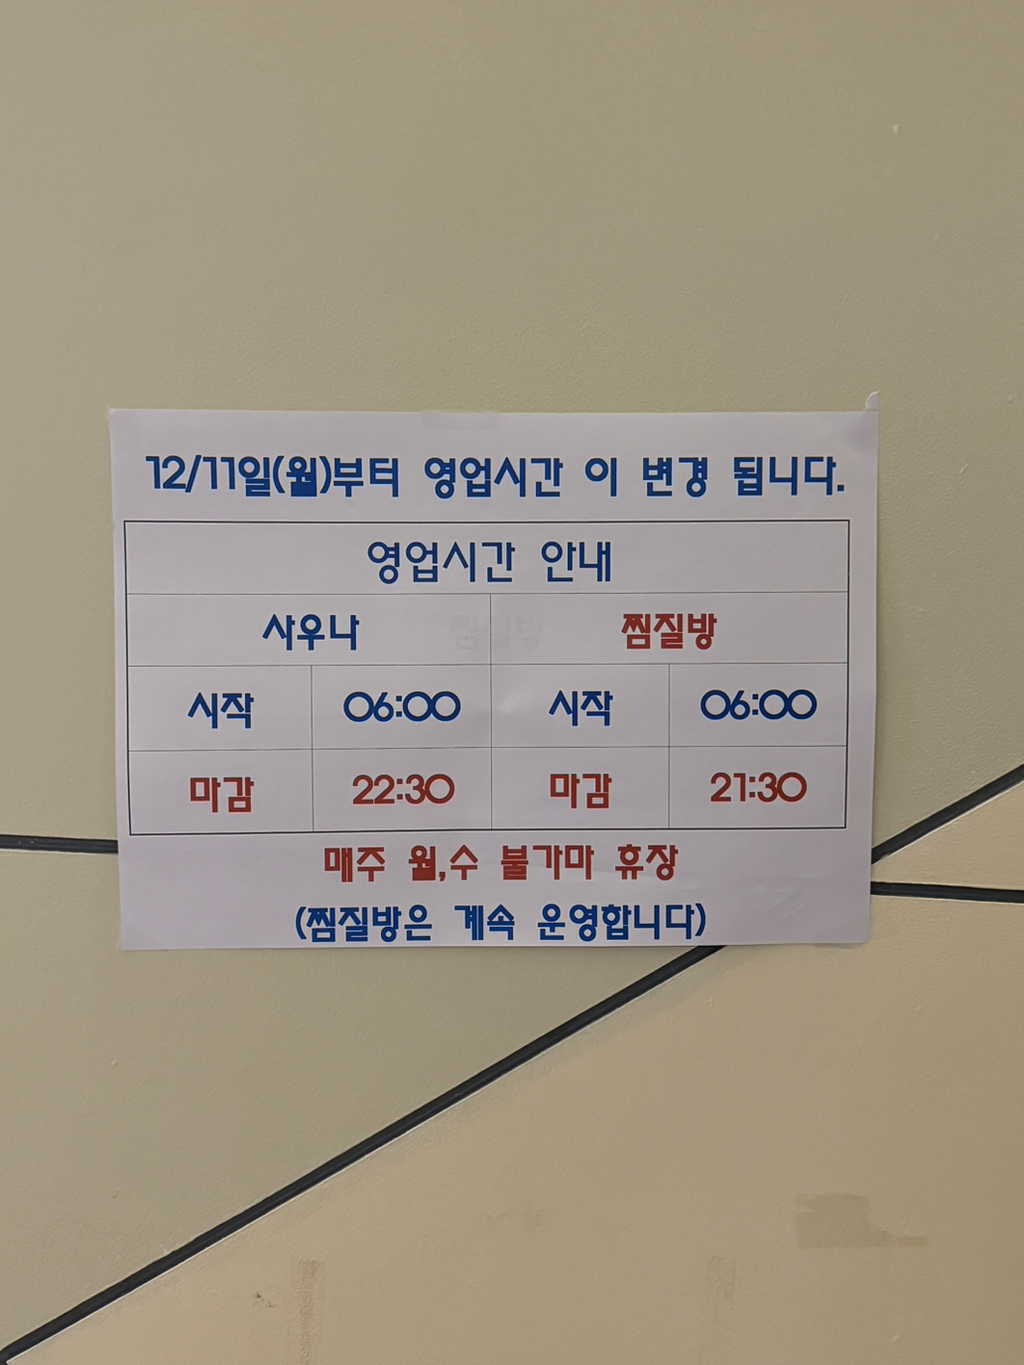 12/11일(월)부터 영업시간 이 변경 됩니다.
영업시간 안내
사우나 찜질방
시작 06:00 시작 06:00
마감 22:30 마감 21:30
매주 월,수 불가마 휴장
(찜질방은 계속 운영합니다)